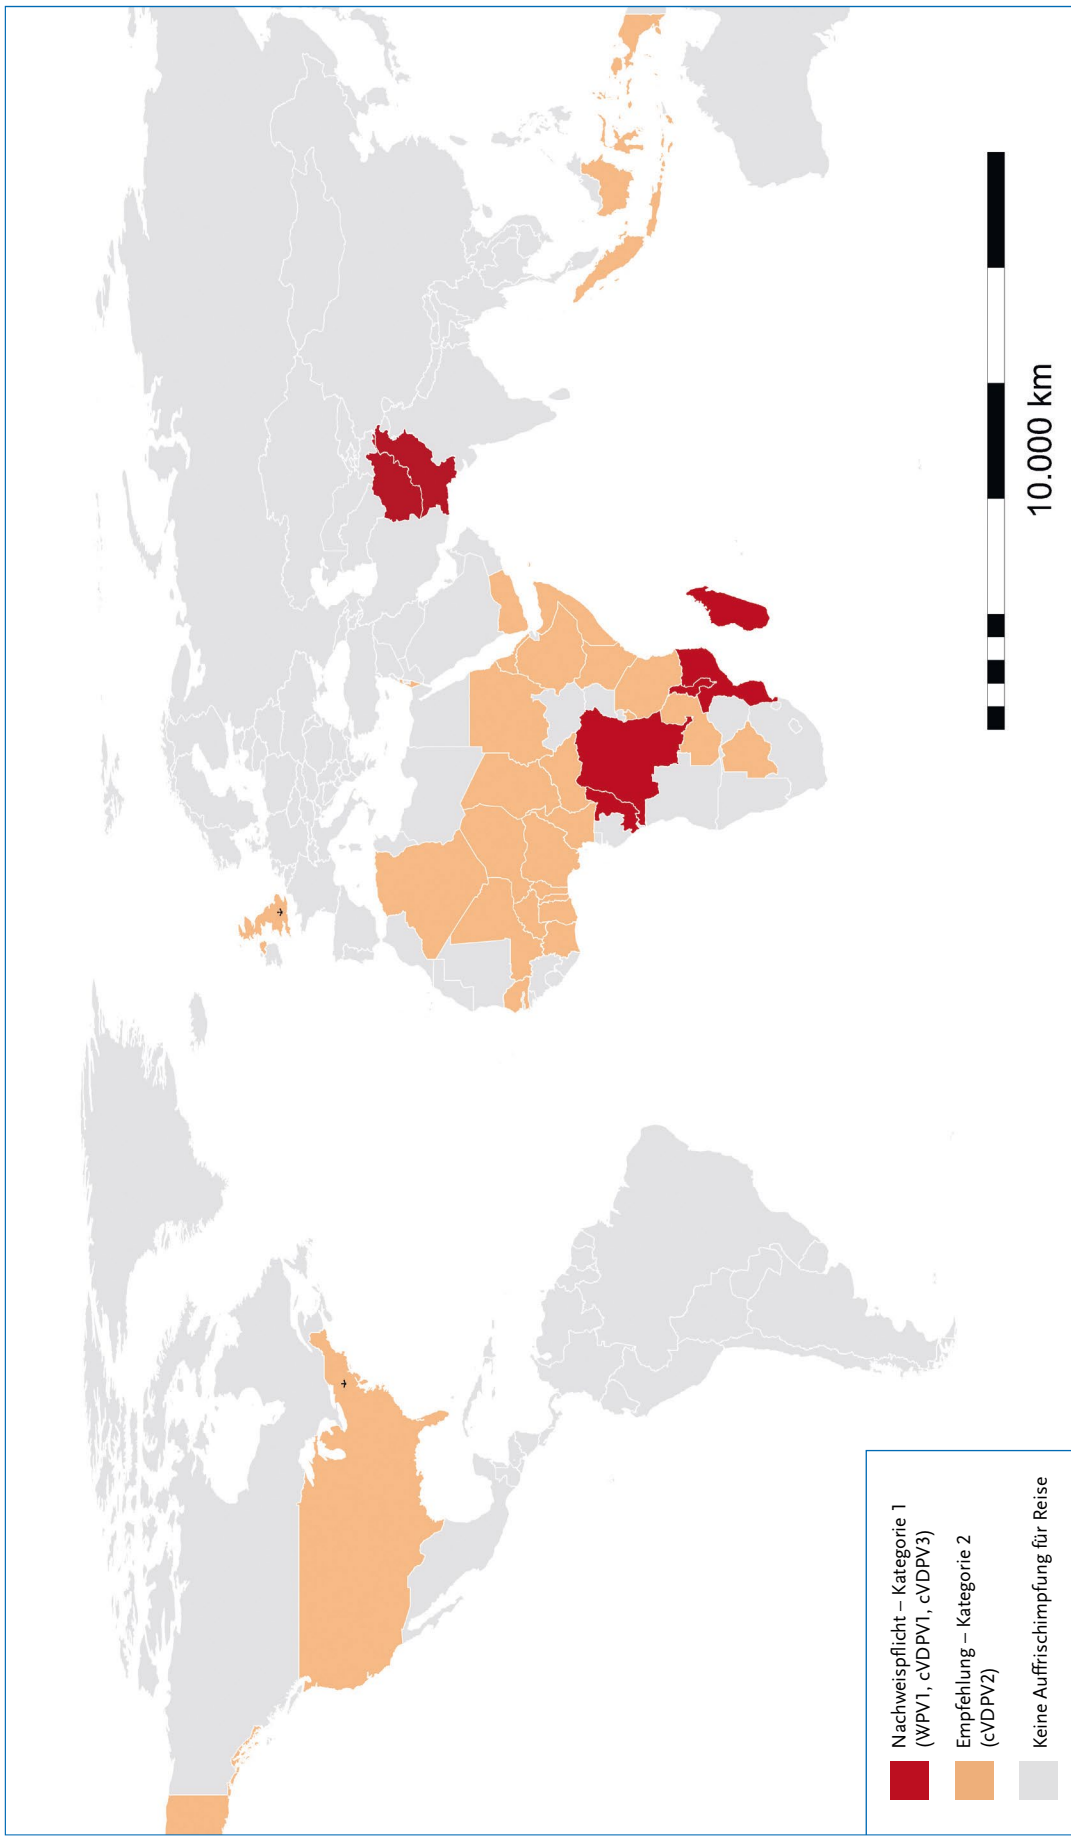 10.000 km
Nachweispflicht – Kategorie 1
(WPV1, cVDPV1, cVDPV3)
Empfehlung – Kategorie 2
(cVDPV2)
Keine Auffrischimpfung für Reise